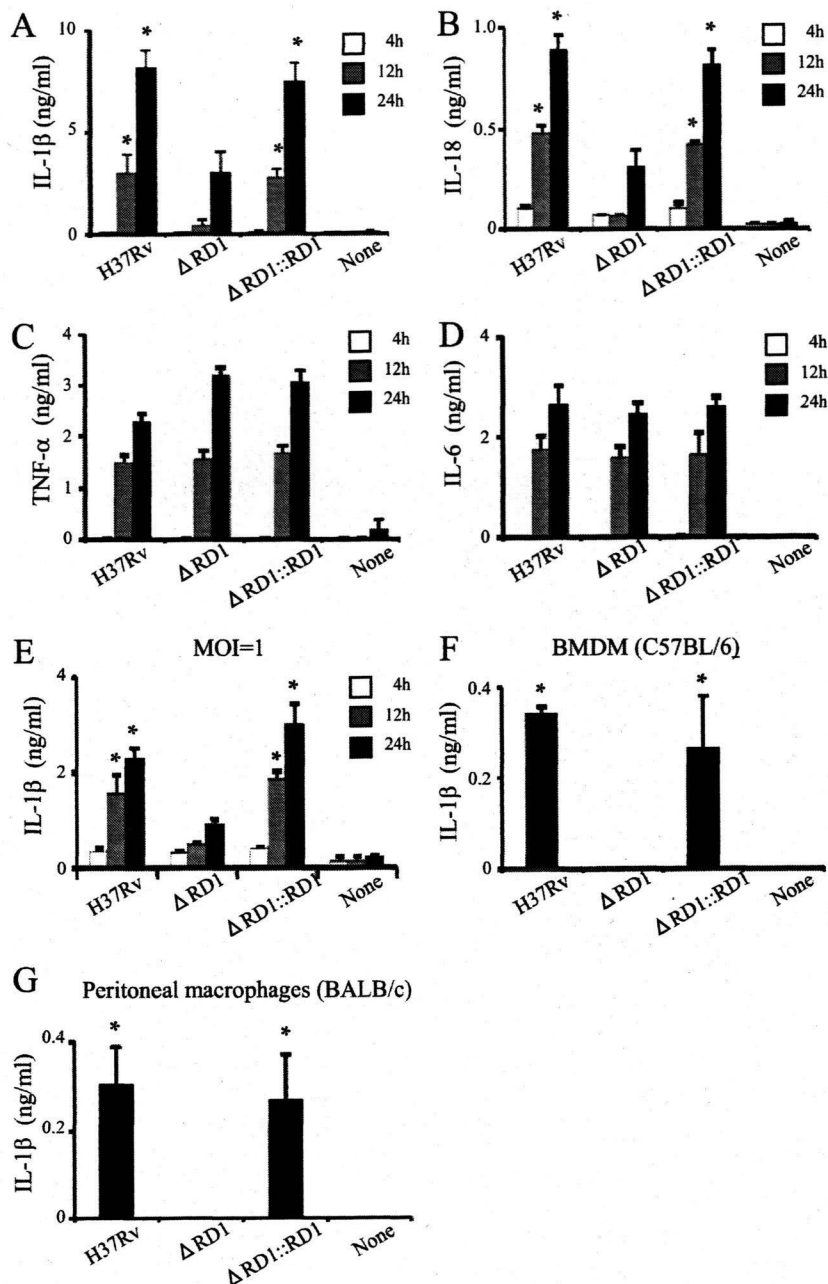 A
IL-1β (ng/ml)
10
5
0
*
*
*
*
4h
12h
24h
H37Rv
ΔRD1
ΔRD1::RD1
None
B
IL-18 (ng/ml)
1.0
0.5
0
*
*
*
*
4h
12h
24h
H37Rv
ΔRD1
ΔRD1::RD1
None
C
TNF-α (ng/ml)
4
3
2
1
0
4h
12h
24h
H37Rv
ΔRD1
ΔRD1::RD1
None
D
IL-6 (ng/ml)
4
2
0
4h
12h
24h
H37Rv
ΔRD1
ΔRD1::RD1
None
E
MOI=1
IL-1β (ng/ml)
4
2
0
* *
*
*
4h
12h
24h
H37Rv
ΔRD1
ΔRD1::RD1
None
F
BMDM (C57BL/6)
IL-1β (ng/ml)
0.4
0.2
0
*
*
H37Rv
ΔRD1
ΔRD1::RD1
None
G
Peritoneal macrophages (BALB/c)
IL-1β (ng/ml)
0.4
0.2
0
*
*
H37Rv
ΔRD1
ΔRD1::RD1
None